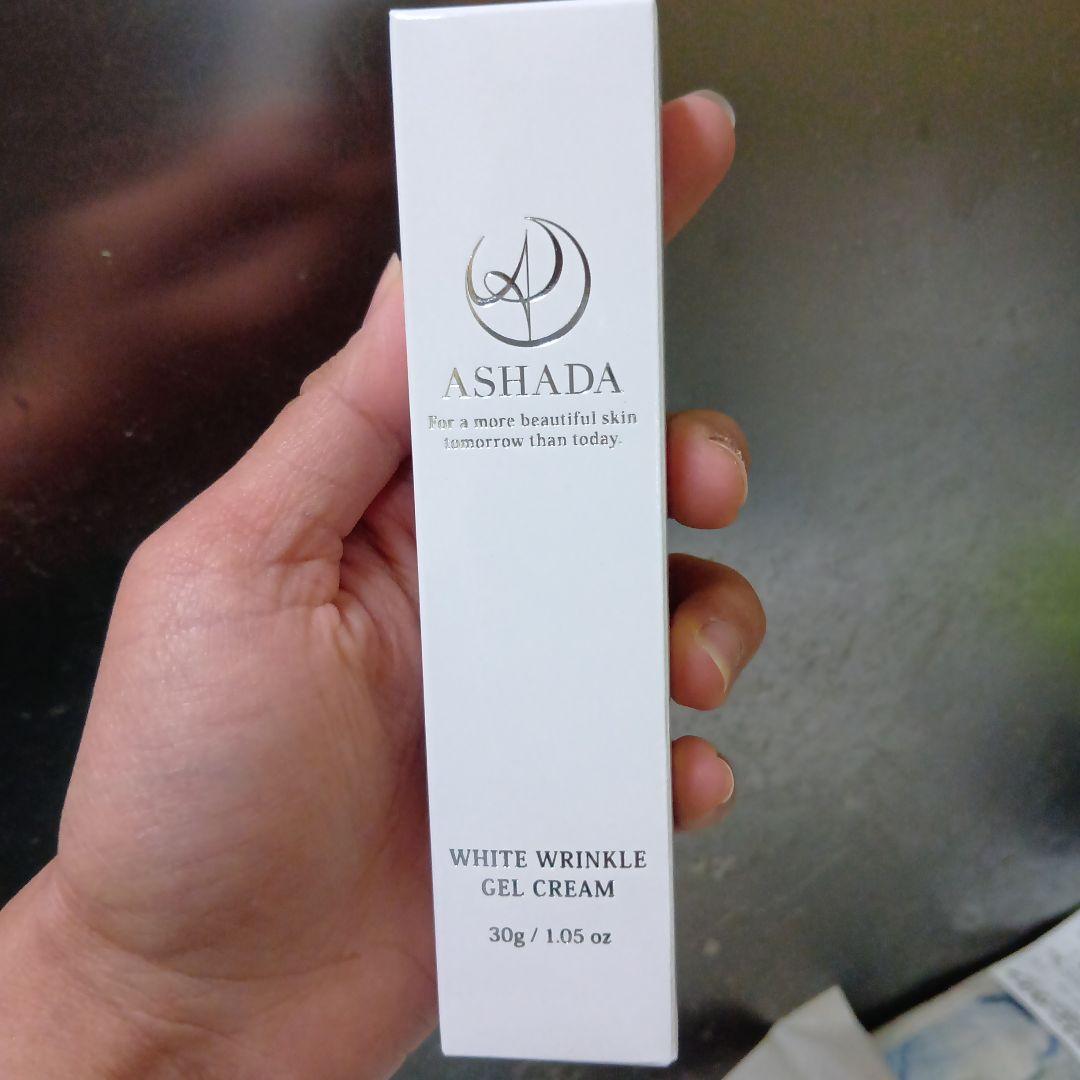 ASHADA
For a more beautiful skin
tomorrow than today.
WHITE WRINKLE
GEL CREAM
30g / 1.05 oz